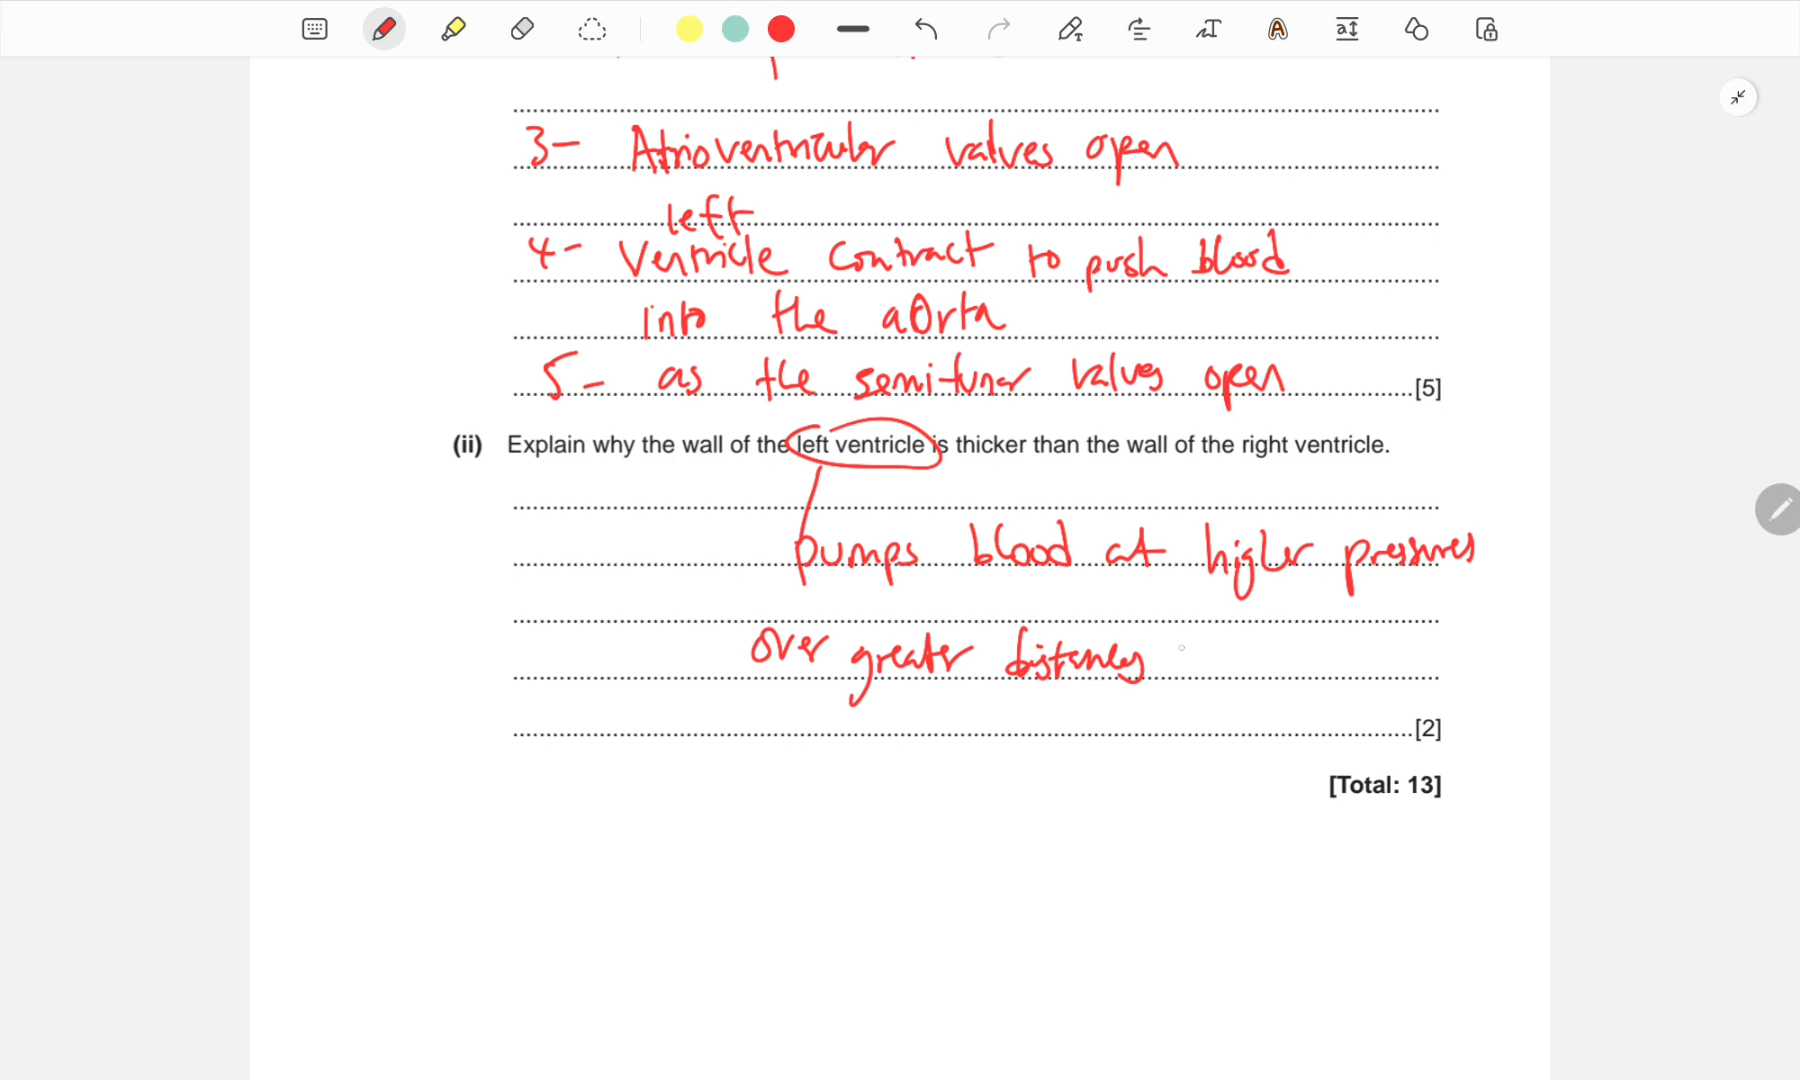 3- Atrioventricular valves open
left
4- Ventricle contract to push blood
into the aorta
5- as the semi-lunar valves open [5]
(ii) Explain why the wall of the left ventricle is thicker than the wall of the right ventricle.
pumps blood at higher pressures
over greater distances
[2]
[Total: 13]